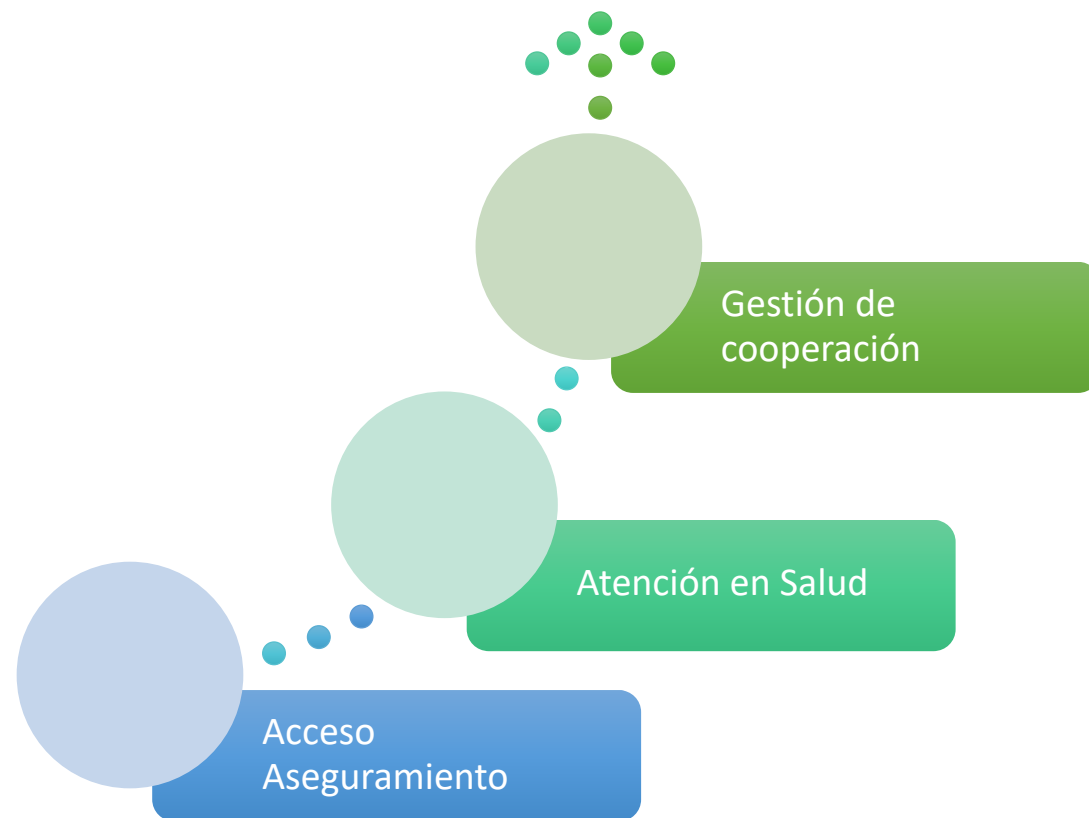 Gestión de
cooperación
Atención en Salud
Acceso
Aseguramiento